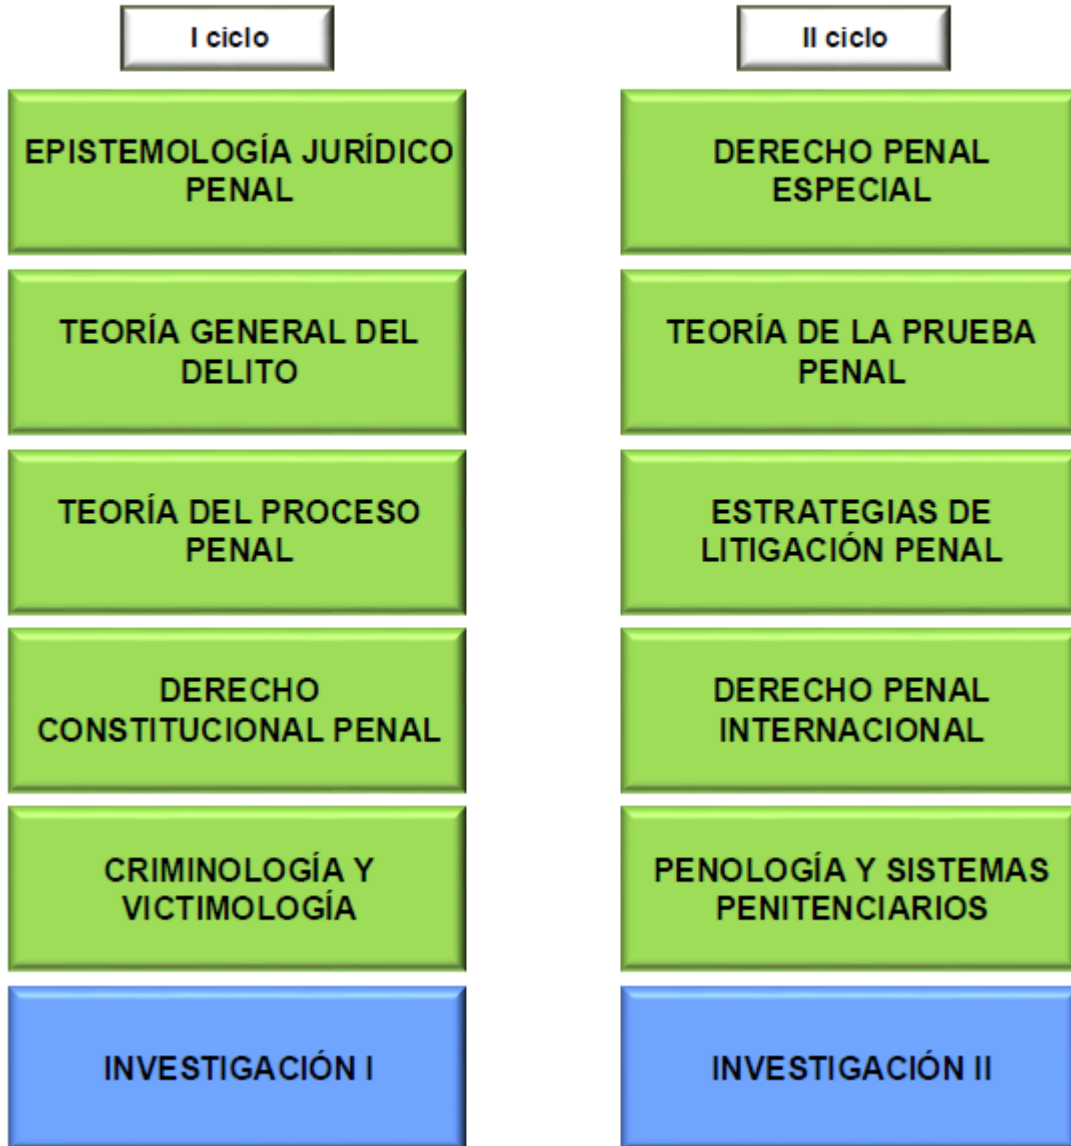 I ciclo
EPISTEMOLOGÍA JURÍDICO
PENAL
TEORÍA GENERAL DEL
DELITO
TEORÍA DEL PROCESO
PENAL
DERECHO
CONSTITUCIONAL PENAL
CRIMINOLOGÍA Y
VICTIMOLOGÍA
INVESTIGACIÓN I
II ciclo
DERECHO PENAL
ESPECIAL
TEORÍA DE LA PRUEBA
PENAL
ESTRATEGIAS DE
LITIGACIÓN PENAL
DERECHO PENAL
INTERNACIONAL
PENOLOGÍA Y SISTEMAS
PENITENCIARIOS
INVESTIGACIÓN II